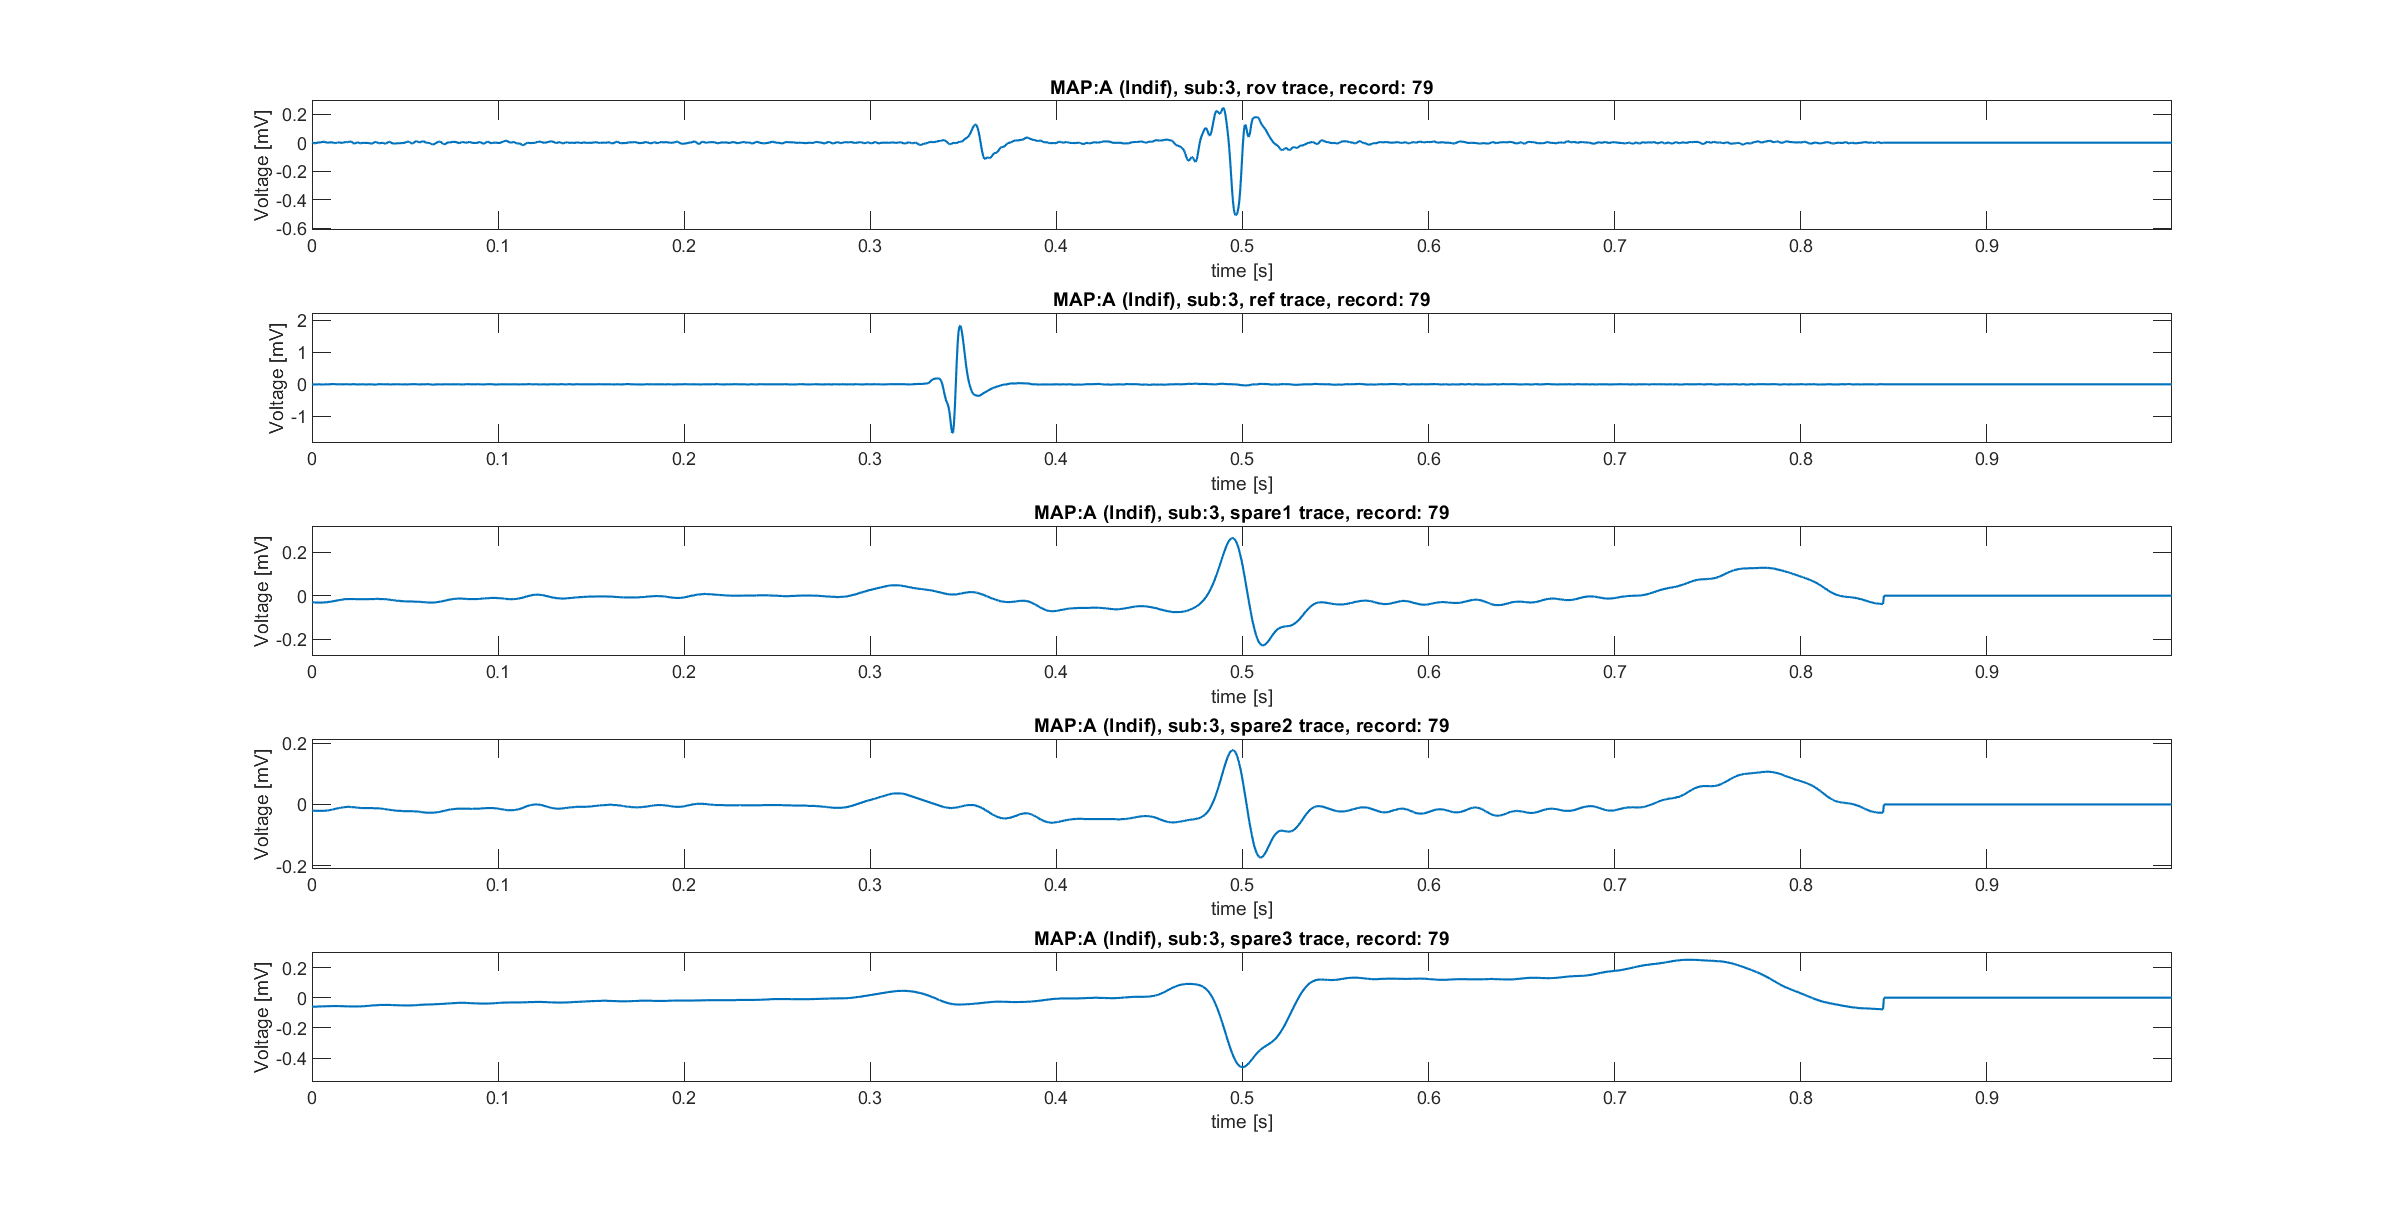 MAP:A (Indif), sub:3, rov trace, record: 79
Voltage [mV]
0.2
0
-0.2
-0.4
-0.6
0 0.1 0.2 0.3 0.4 0.5 0.6 0.7 0.8 0.9
time [s]
MAP:A (Indif), sub:3, ref trace, record: 79
Voltage [mV]
2
1
0
-1
0 0.1 0.2 0.3 0.4 0.5 0.6 0.7 0.8 0.9
time [s]
MAP:A (Indif), sub:3, spare1 trace, record: 79
Voltage [mV]
0.2
0
-0.2
0 0.1 0.2 0.3 0.4 0.5 0.6 0.7 0.8 0.9
time [s]
MAP:A (Indif), sub:3, spare2 trace, record: 79
Voltage [mV]
0.2
0
-0.2
0 0.1 0.2 0.3 0.4 0.5 0.6 0.7 0.8 0.9
time [s]
MAP:A (Indif), sub:3, spare3 trace, record: 79
Voltage [mV]
0.2
0
-0.2
-0.4
0 0.1 0.2 0.3 0.4 0.5 0.6 0.7 0.8 0.9
time [s]